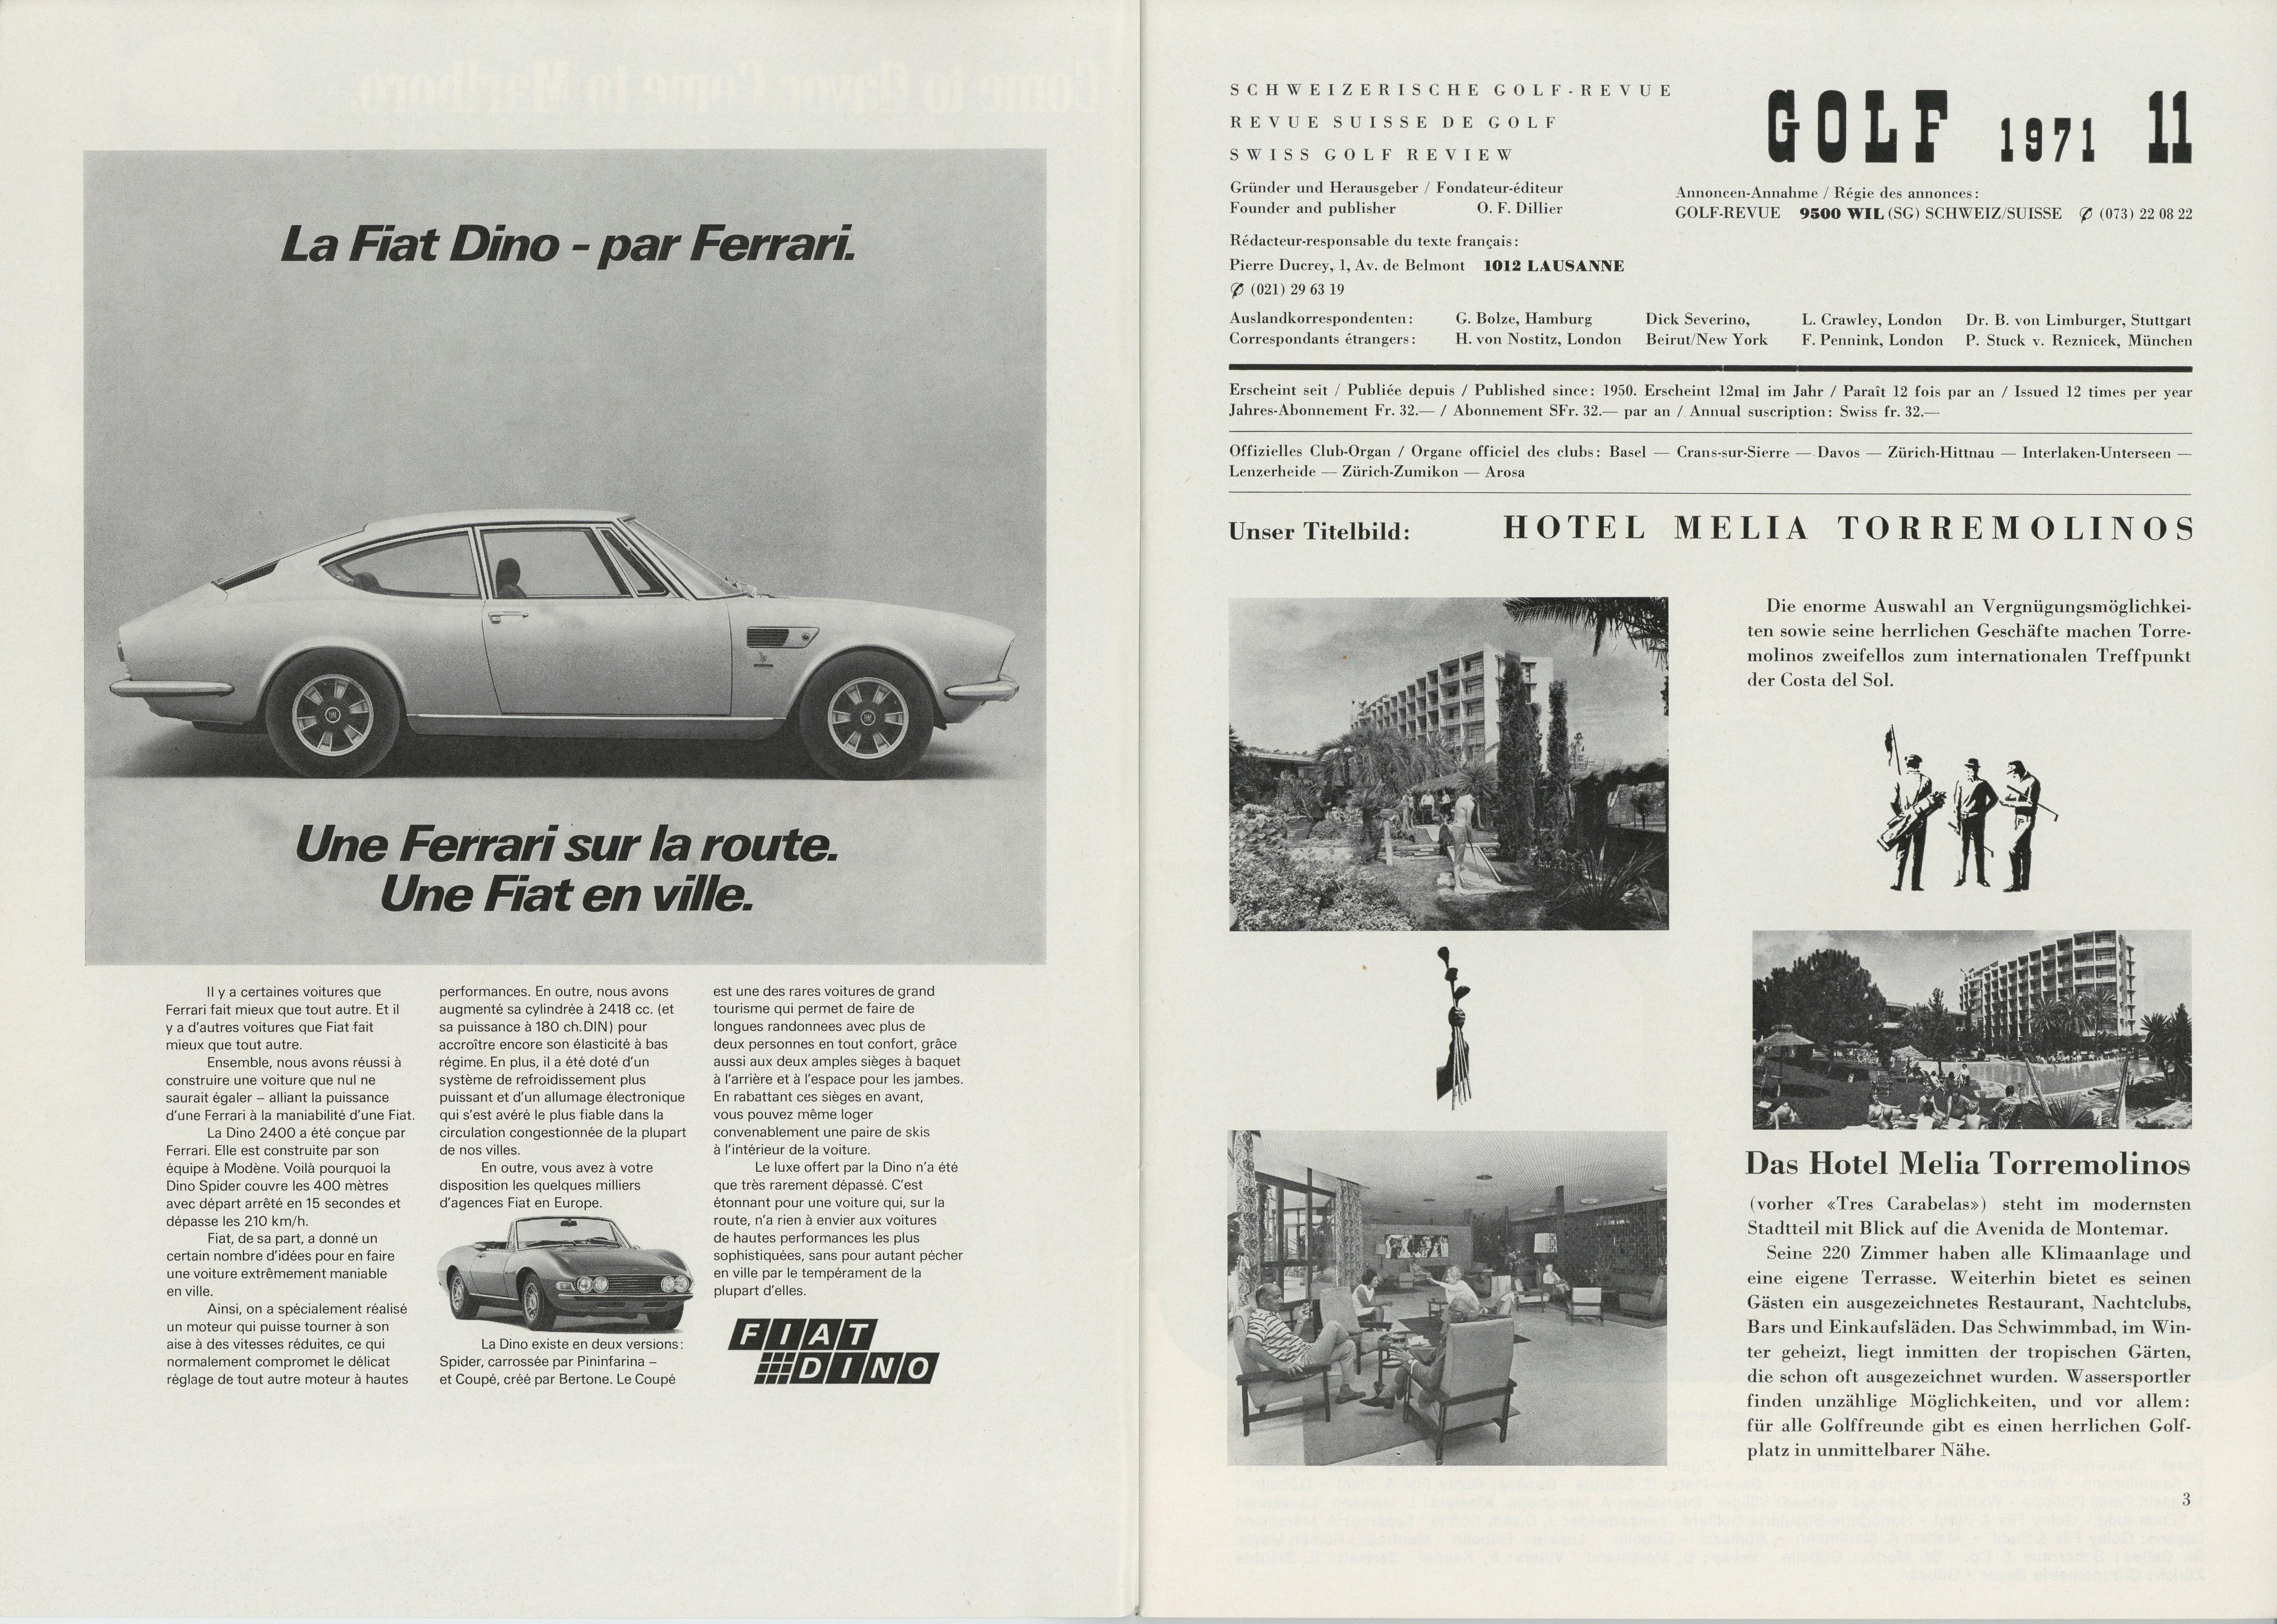 La Fiat Dino - par Ferrari.
Une Ferrari sur la route.
Une Fiat en ville.
Il y a certaines voitures que
Ferrari fait mieux que tout autre. Et il
y a d'autres voitures que Fiat fait
mieux que tout autre.
Ensemble, nous avons réussi à
construire une voiture que nul ne
saurait égaler – alliant la puissance
d'une Ferrari à la maniabilité d'une Fiat.
La Dino 2400 a été conçue par
Ferrari. Elle est construite par son
équipe à Modène. Voilà pourquoi la
Dino Spider couvre les 400 mètres
avec départ arrêté en 15 secondes et
dépasse les 210 km/h.
Fiat, de sa part, a donné un
certain nombre d'idées pour en faire
une voiture extrêmement maniable
en ville.
Ainsi, on a spécialement réalisé
un moteur qui puisse tourner à son
aise à des vitesses réduites, ce qui
normalement compromet le délicat
réglage de tout autre moteur à hautes
performances. En outre, nous avons
augmenté sa cylindrée à 2418 cc. (et
sa puissance à 180 ch.DIN) pour
accroître encore son élasticité à bas
régime. En plus, il a été doté d'un
système de refroidissement plus
puissant et d'un allumage électronique
qui s'est avéré le plus fiable dans la
circulation congestionnée de la plupart
de nos villes.
En outre, vous avez à votre
disposition les quelques milliers
d'agences Fiat en Europe.
La Dino existe en deux versions:
Spider, carrossée par Pininfarina –
et Coupé, créé par Bertone. Le Coupé
est une des rares voitures de grand
tourisme qui permet de faire de
longues randonnees avec plus de
deux personnes en tout confort, grâce
aussi aux deux amples sièges à baquet
à l'arrière et à l'espace pour les jambes.
En rabattant ces sièges en avant,
vous pouvez même loger
convenablement une paire de skis
à l'intérieur de la voiture.
Le luxe offert par la Dino n'a été
que très rarement dépassé. C'est
étonnant pour une voiture qui, sur la
route, n'a rien à envier aux voitures
de hautes performances les plus
sophistiquées, sans pour autant pécher
en ville par le tempérament de la
plupart d'elles.
FIAT
DINO
SCHWEIZERISCHE GOLF-REVUE
REVUE SUISSE DE GOLF
SWISS GOLF REVIEW
GOLF 1971 11
Gründer und Herausgeber / Fondateur-éditeur
Founder and publisher O. F. Dillier
Annoncen-Annahme / Régie des annonces:
GOLF-REVUE 9500 WIL (SG) SCHWEIZ/SUISSE ✆ (073) 22 08 22
Rédacteur-responsable du texte français:
Pierre Ducrey, 1, Av. de Belmont 1012 LAUSANNE
✆ (021) 29 63 19
Auslandkorrespondenten: G. Bolze, Hamburg Dick Severino, L. Crawley, London Dr. B. von Limburger, Stuttgart
Correspondants étrangers: H. von Nostitz, London Beirut/New York F. Pennink, London P. Stuck v. Reznicek, München
Erscheint seit / Publiée depuis / Published since: 1950. Erscheint 12mal im Jahr / Paraît 12 fois par an / Issued 12 times per year
Jahres-Abonnement Fr. 32.— / Abonnement SFr. 32.— par an / Annual suscription: Swiss fr. 32.—
Offizielles Club-Organ / Organe officiel des clubs: Basel — Crans-sur-Sierre — Davos — Zürich-Hittnau — Interlaken-Unterseen —
Lenzerheide — Zürich-Zumikon — Arosa
Unser Titelbild: HOTEL MELIA TORREMOLINOS
Die enorme Auswahl an Vergnügungsmöglichkei-
ten sowie seine herrlichen Geschäfte machen Torre-
molinos zweifellos zum internationalen Treffpunkt
der Costa del Sol.
Das Hotel Melia Torremolinos
(vorher «Tres Carabelas») steht im modernsten
Stadtteil mit Blick auf die Avenida de Montemar.
Seine 220 Zimmer haben alle Klimaanlage und
eine eigene Terrasse. Weiterhin bietet es seinen
Gästen ein ausgezeichnetes Restaurant, Nachtclubs,
Bars und Einkaufsläden. Das Schwimmbad, im Win-
ter geheizt, liegt inmitten der tropischen Gärten,
die schon oft ausgezeichnet wurden. Wassersportler
finden unzählige Möglichkeiten, und vor allem:
für alle Golffreunde gibt es einen herrlichen Golf-
platz in unmittelbarer Nähe.
3